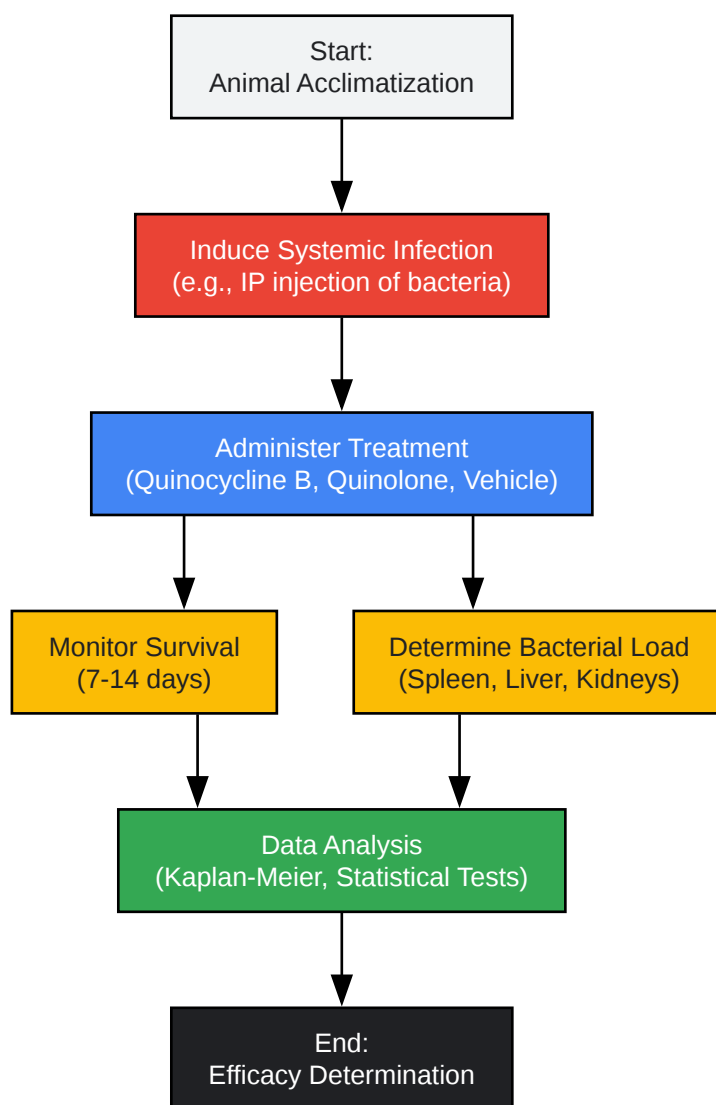 Start:
Animal Acclimatization
Induce Systemic Infection
(e.g., IP injection of bacteria)
Administer Treatment
(Quinocycline B, Quinolone, Vehicle)
Monitor Survival
(7-14 days)
Determine Bacterial Load
(Spleen, Liver, Kidneys)
Data Analysis
(Kaplan-Meier, Statistical Tests)
End:
Efficacy Determination